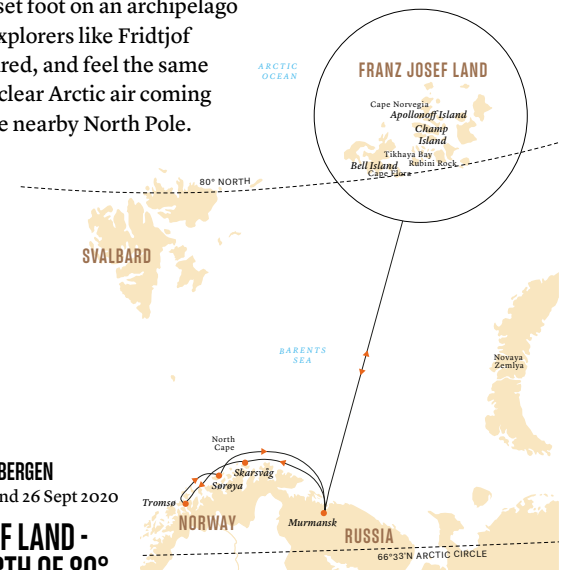 set foot on an archipelago
xplorers like Fridtjof
red, and feel the same
clear Arctic air coming
e nearby North Pole.
ARCTIC
OCEAN
FRANZ JOSEF LAND
Cape Norvegia
Apollonoff Island
Champ
Island
Tikhaya Bay
Bell Island
Rubini Rock
Cape Flora
80° NORTH
SVALBARD
BARENTS
SEA
Novaya
Zemlya
North
Cape
Skarsvåg
Sørøya
Tromsø
NORWAY
Murmansk
RUSSIA
66°33'N ARCTIC CIRCLE
BERGEN
nd 26 Sept 2020
F LAND -
RTH OF 80°